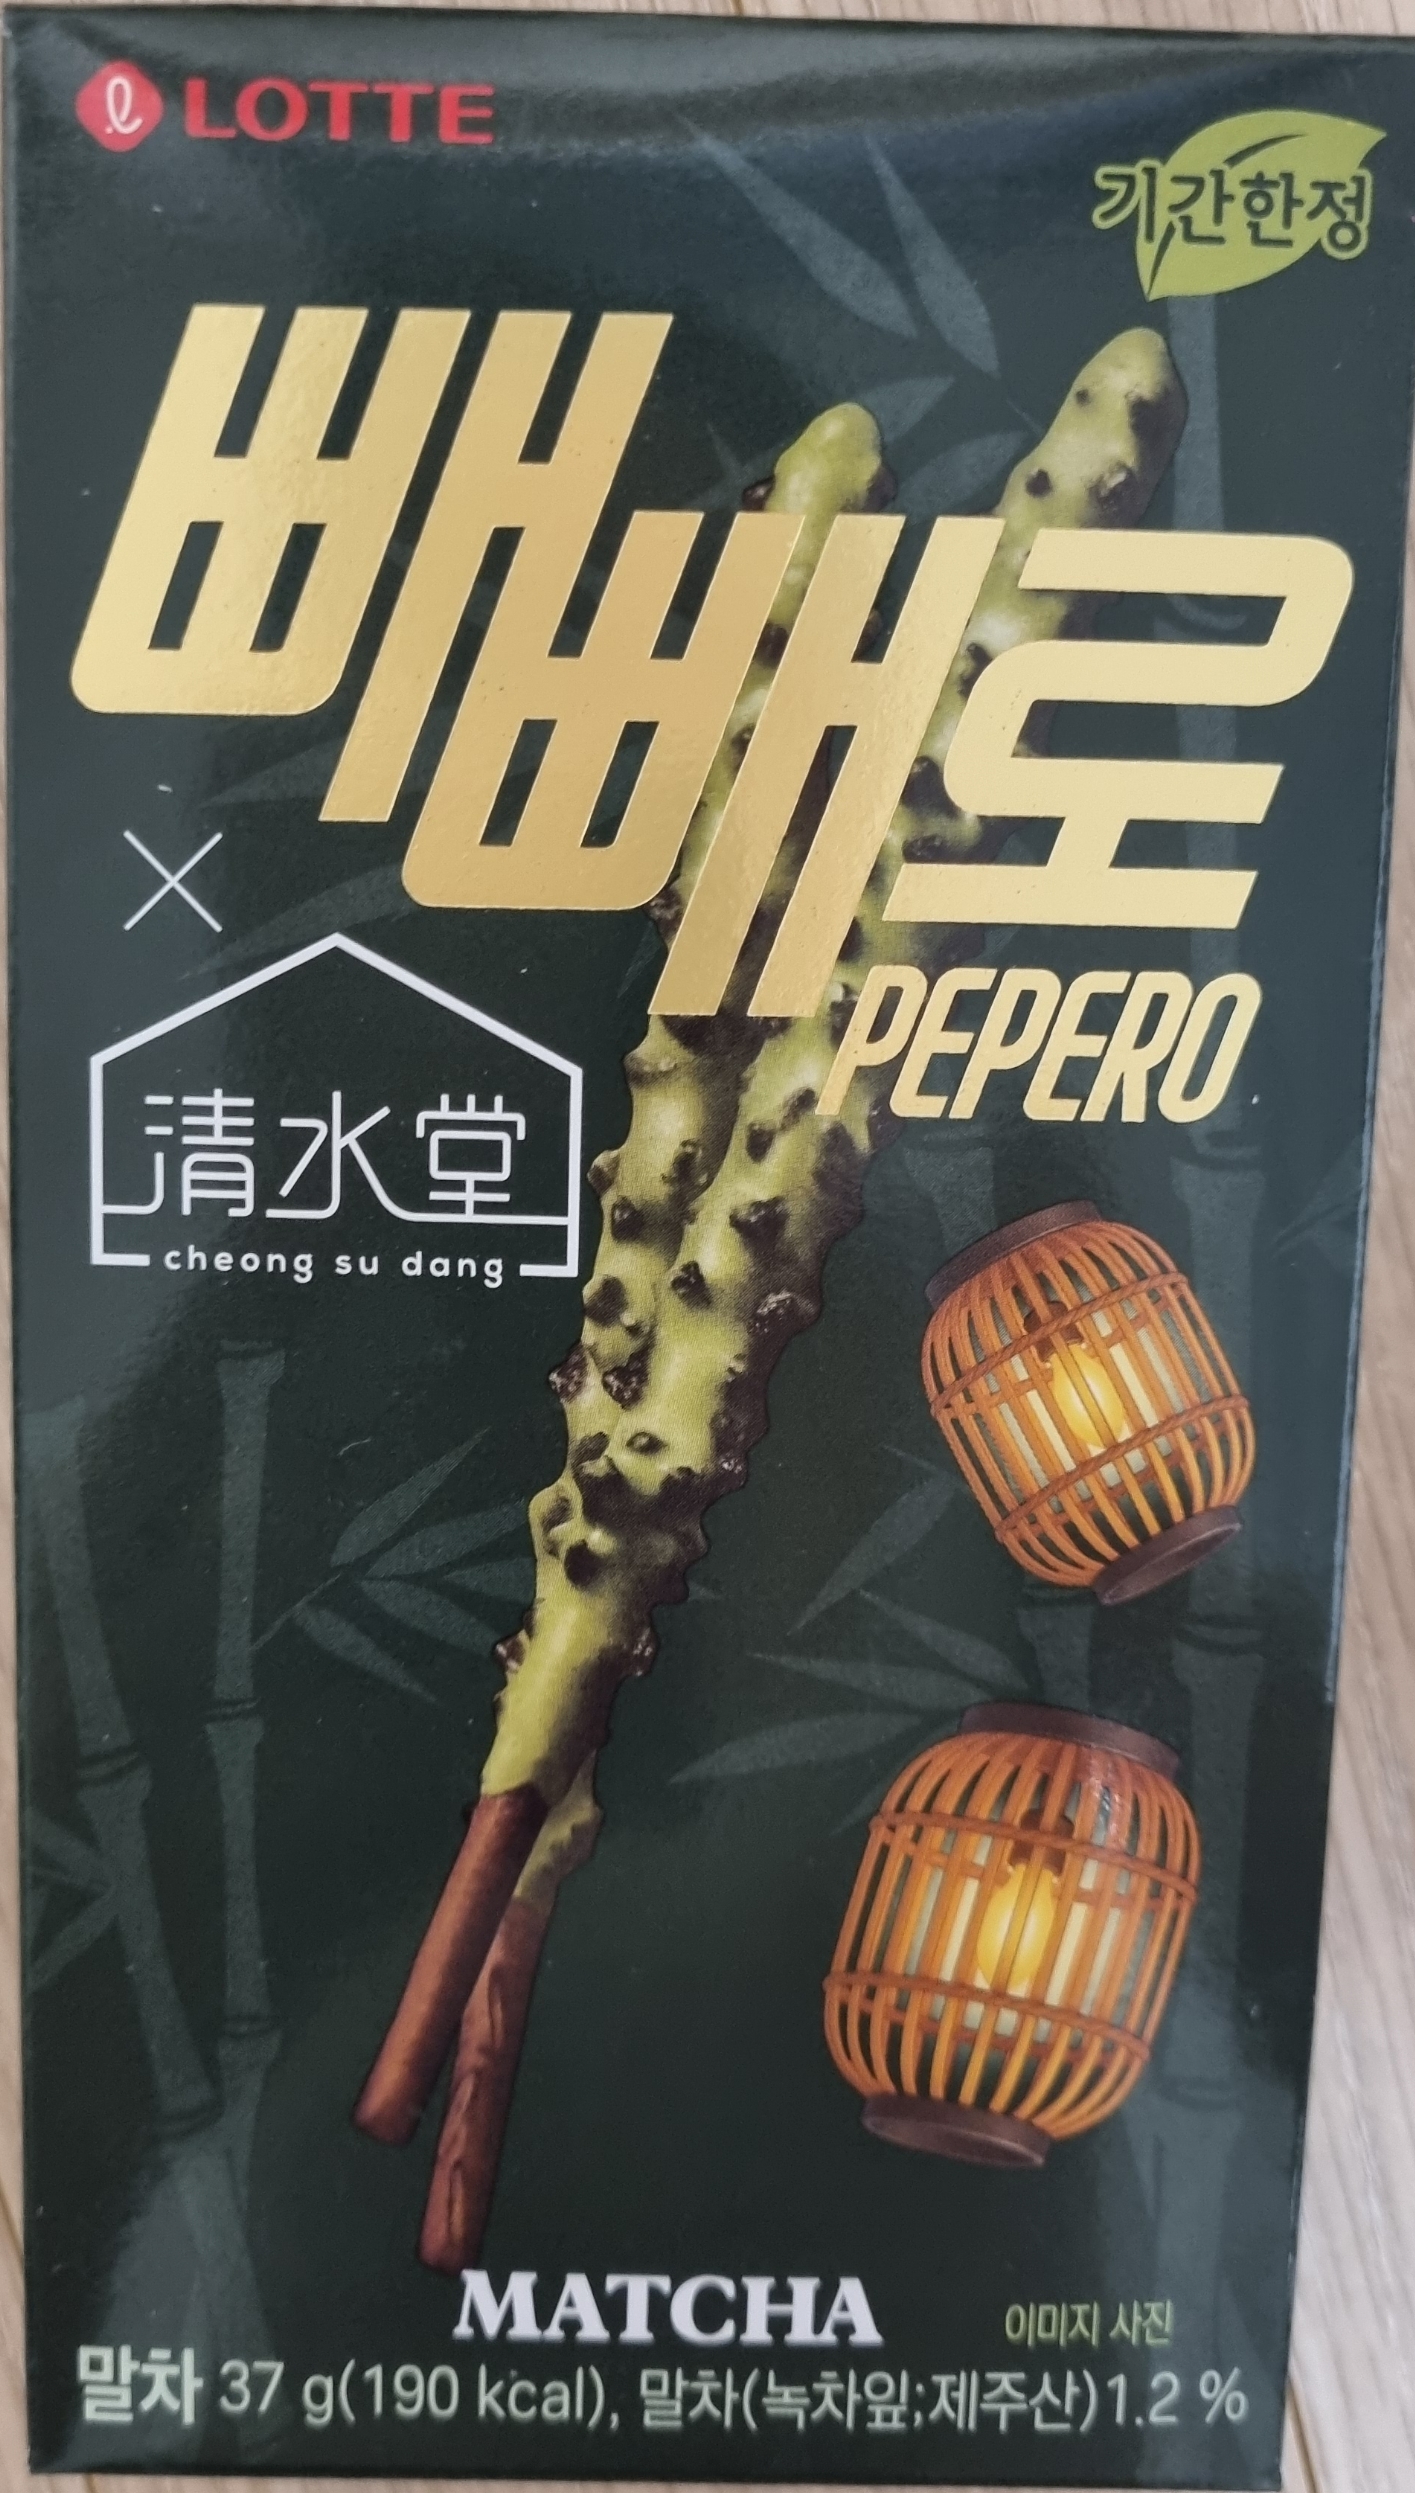 LOTTE
기간한정
빼빼로
PEPERO
×
清水堂
cheong su dang
MATCHA
이미지 사진
말차 37 g(190 kcal), 말차(녹차잎;제주산)1.2 %